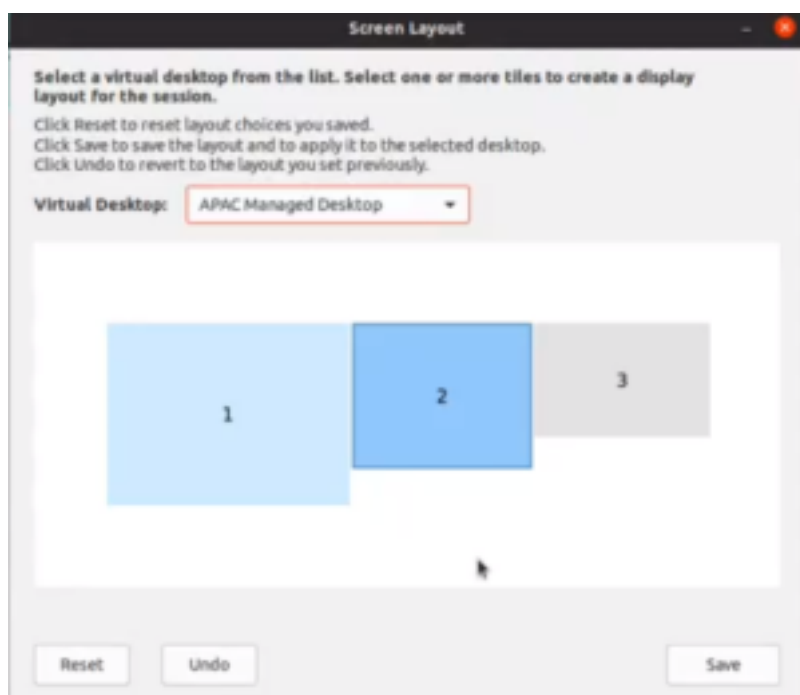 Screen Layout
Select a virtual desktop from the list. Select one or more tiles to create a display
layout for the session.
Click Reset to reset layout choices you saved.
Click Save to save the layout and to apply it to the selected desktop.
Click Undo to revert to the layout you set previously.
Virtual Desktop: APAC Managed Desktop
1 2 3
Reset Undo Save